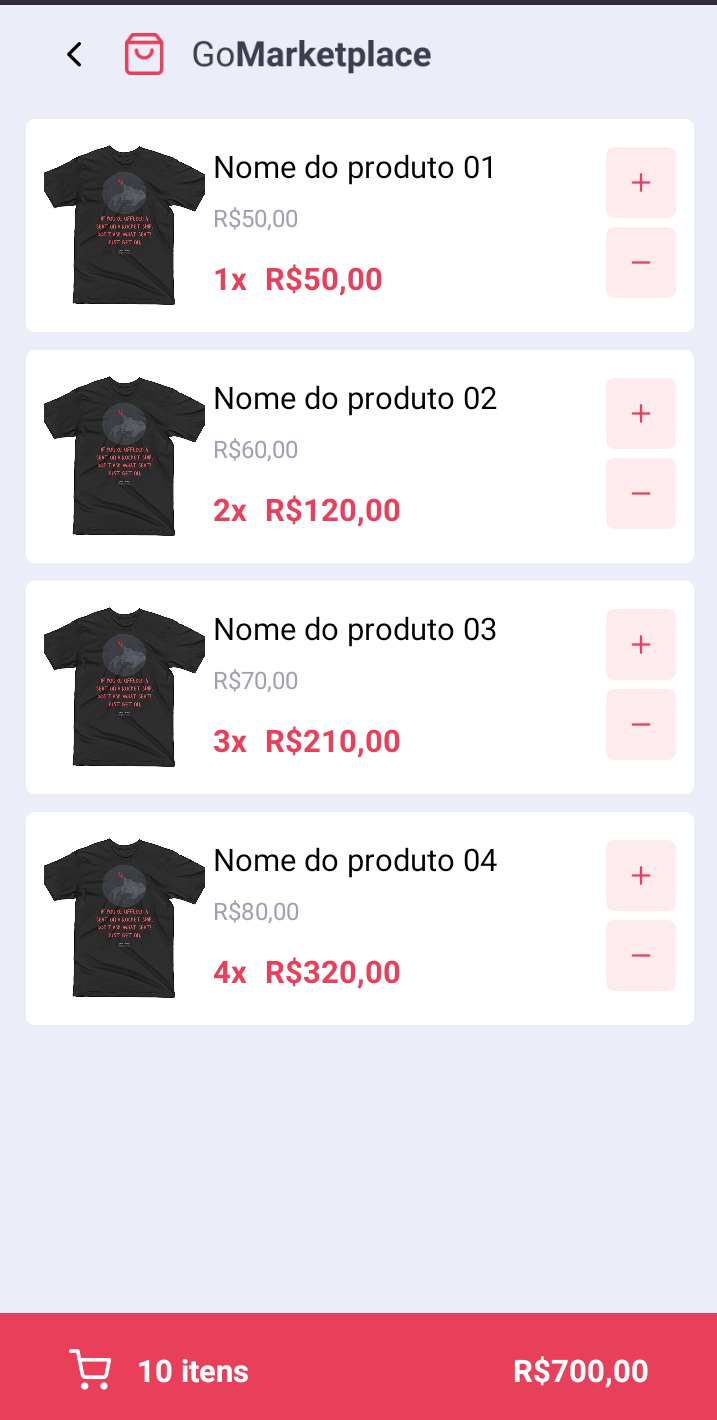 GoMarketplace
Nome do produto 01
R$50,00
1x R$50,00
Nome do produto 02
R$60,00
2x R$120,00
Nome do produto 03
R$70,00
3x R$210,00
Nome do produto 04
R$80,00
4x R$320,00
10 itens
R$700,00